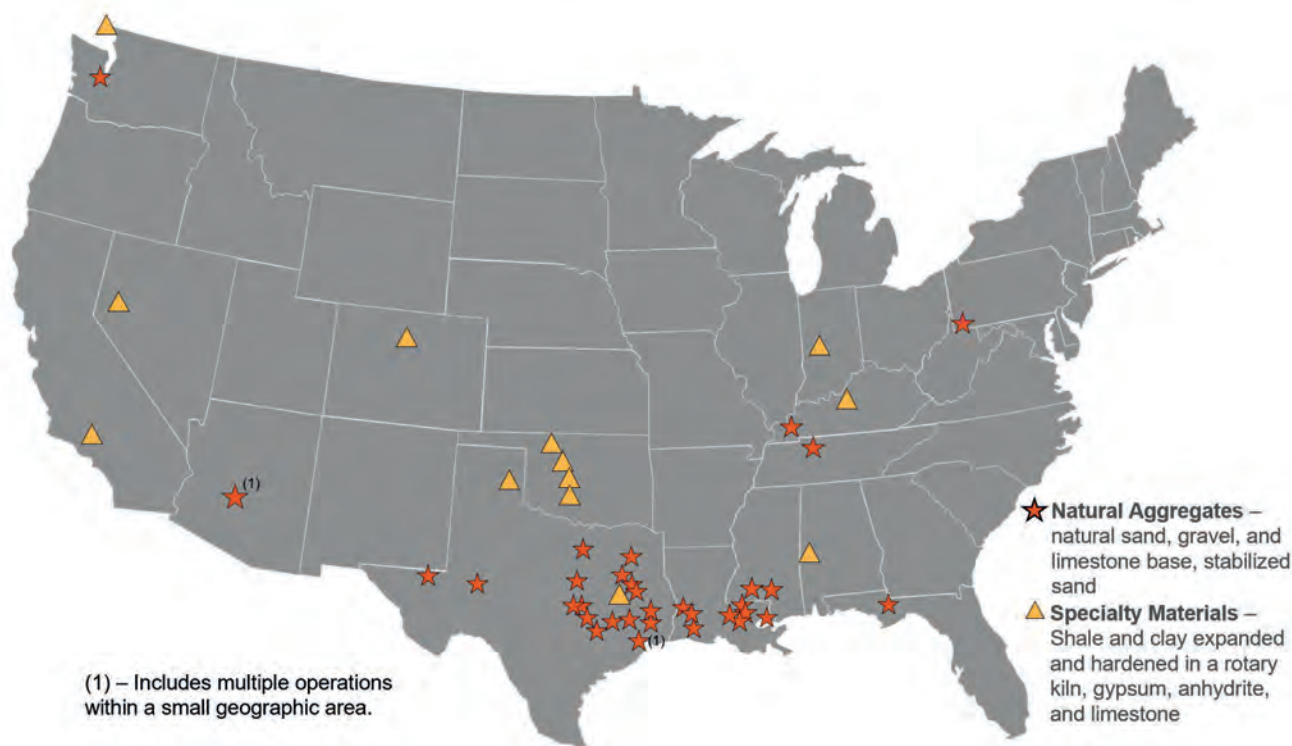 (1)
(1)
Natural Aggregates –
natural sand, gravel, and
limestone base, stabilized
sand
Specialty Materials –
Shale and clay expanded
and hardened in a rotary
kiln, gypsum, anhydrite,
and limestone
(1) – Includes multiple operations
within a small geographic area.